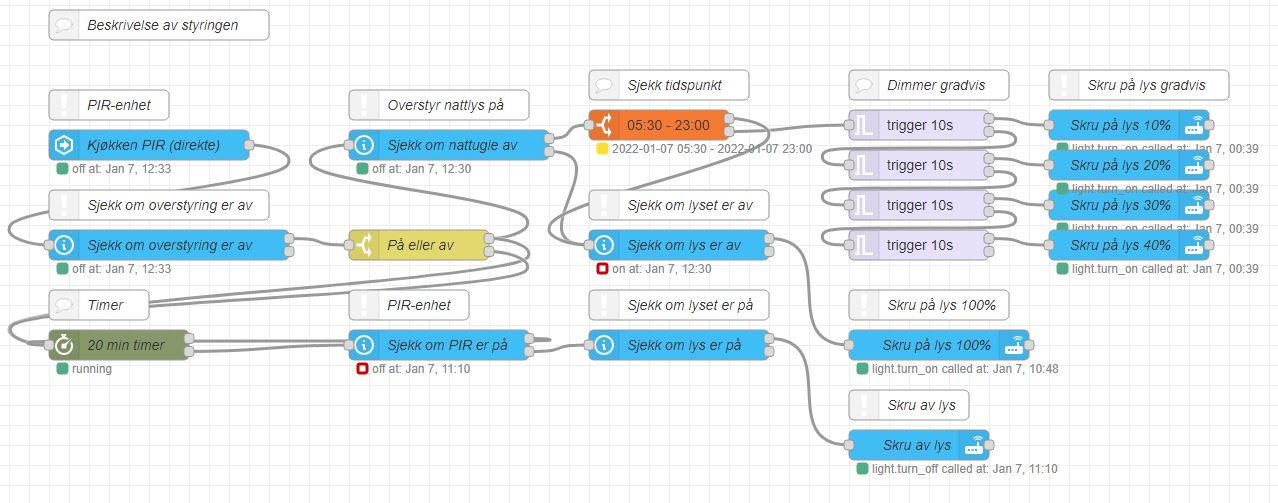 Beskrivelse av styringen
PIR-enhet
Kjøkken PIR (direkte)
off at: Jan 7, 12:33
Sjekk om overstyring er av
Sjekk om overstyring er av
off at: Jan 7, 12:33
Timer
20 min timer
running
Overstyr nattlys på
Sjekk om nattugle av
off at: Jan 7, 12:30
På eller av
PIR-enhet
Sjekk om PIR er på
off at: Jan 7, 11:10
Sjekk tidspunkt
05:30 - 23:00
2022-01-07 05:30 - 2022-01-07 23:00
Sjekk om lyset er av
Sjekk om lys er av
on at: Jan 7, 12:30
Sjekk om lyset er på
Sjekk om lys er på
Dimmer gradvis
trigger 10s
trigger 10s
trigger 10s
trigger 10s
Skru på lys gradvis
Skru på lys 10%
light.turn_on called at: Jan 7, 00:39
Skru på lys 20%
light.turn_on called at: Jan 7, 00:39
Skru på lys 30%
light.turn_on called at: Jan 7, 00:39
Skru på lys 40%
light.turn_on called at: Jan 7, 00:39
Skru på lys 100%
Skru på lys 100%
light.turn_on called at: Jan 7, 10:48
Skru av lys
Skru av lys
light.turn_off called at: Jan 7, 11:10